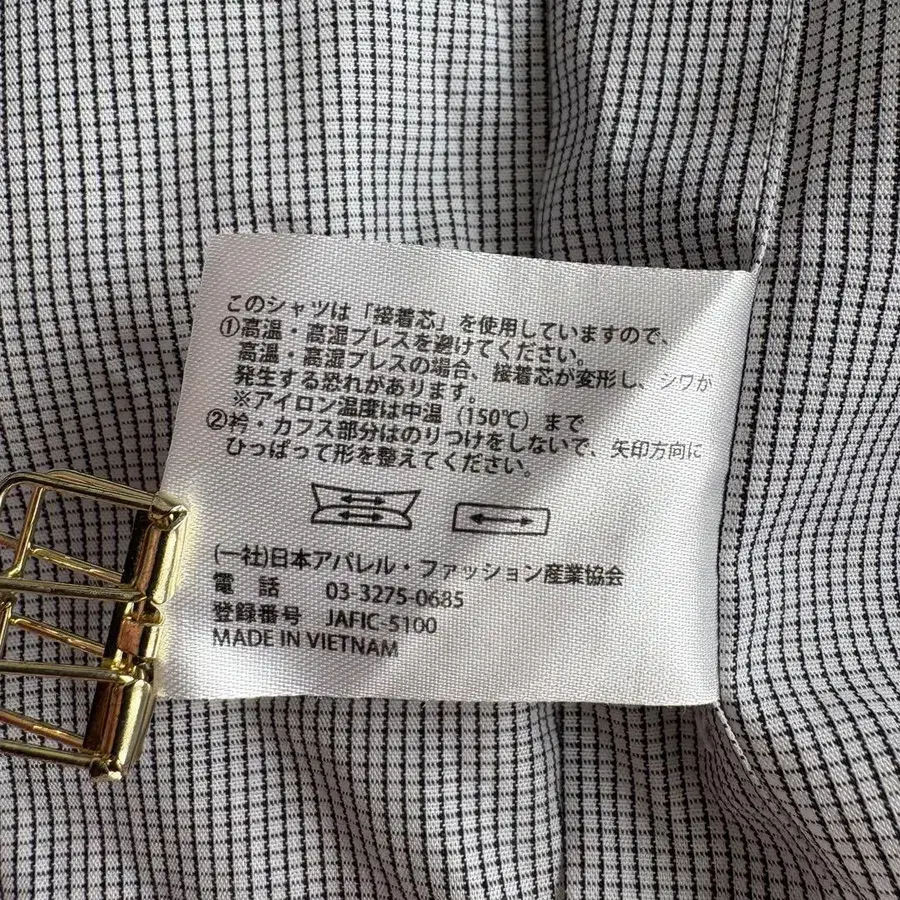 このシャツは「接着芯」を使用していますので、
①高温・高湿プレスを避けてください。
高温・高湿プレスの場合、接着芯が変形し、シワが
発生する恐れがあります。
※アイロン温度は中温（150℃）まで
②衿・カフス部分はのりつけをしないで、矢印方向に
ひっぱって形を整えてください。
(一社)日本アパレル・ファッション産業協会
電　話　03-3275-0685
登録番号　JAFIC-5100
MADE IN VIETNAM